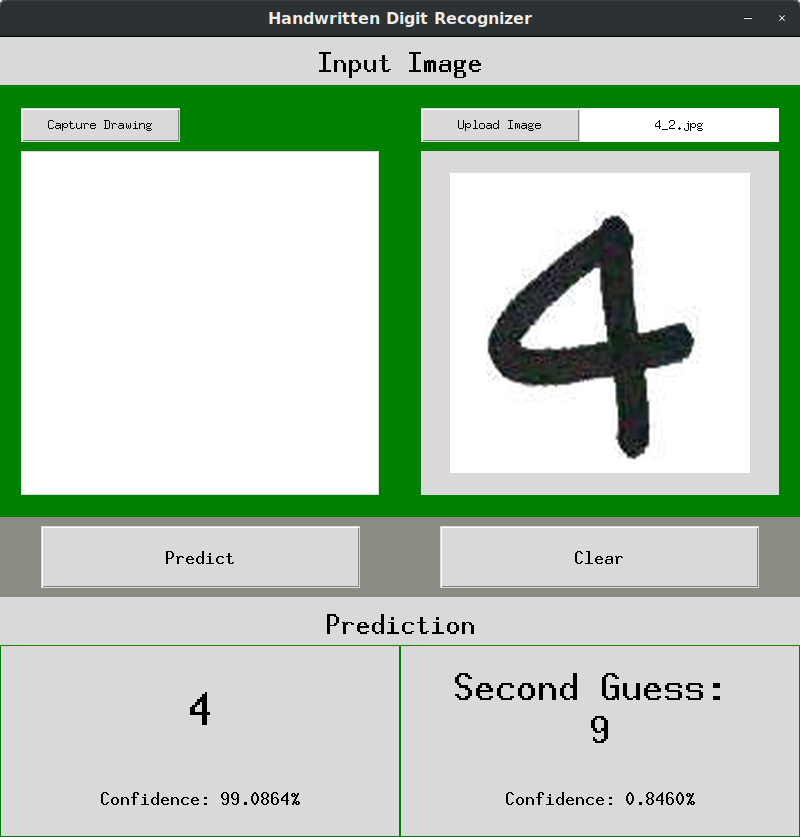 Handwritten Digit Recognizer
Input Image
Capture Drawing
Upload Image
4_2.jpg
4
Predict
Clear
Prediction
4
Confidence: 99.0864%
Second Guess:
9
Confidence: 0.8460%